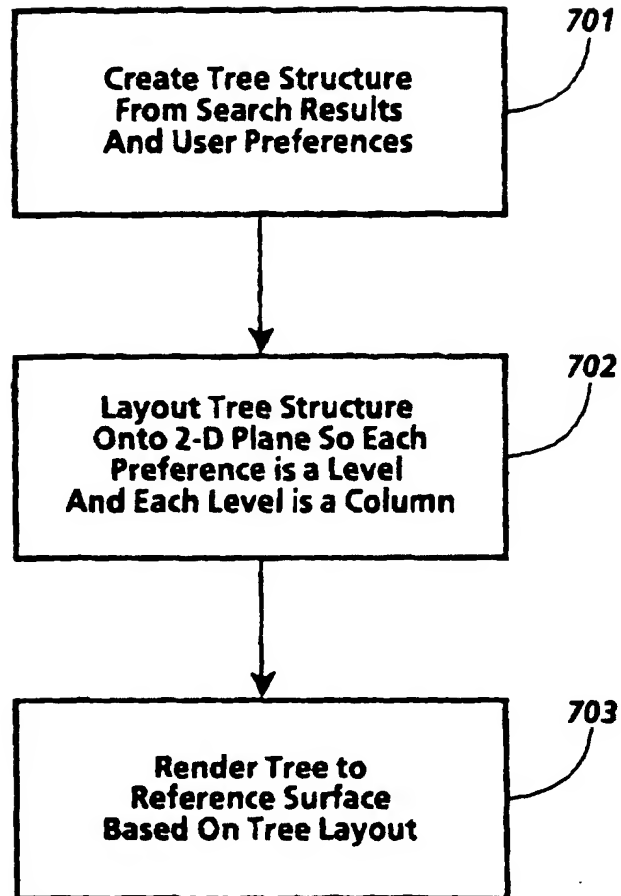 701
Create Tree Structure
From Search Results
And User Preferences
702
Layout Tree Structure
Onto 2-D Plane So Each
Preference is a Level
And Each Level is a Column
703
Render Tree to
Reference Surface
Based On Tree Layout